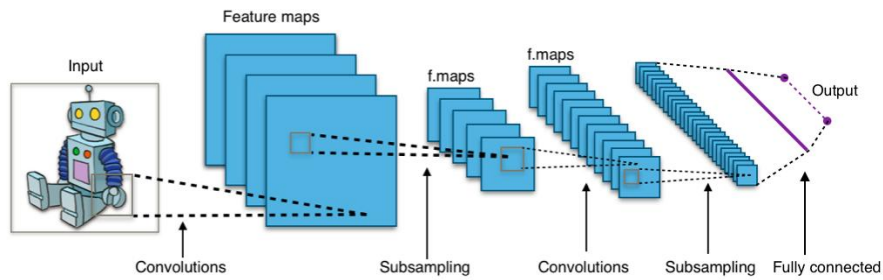 Feature maps
Input
f.maps
f.maps
Output
Convolutions
Subsampling
Convolutions
Subsampling
Fully connected